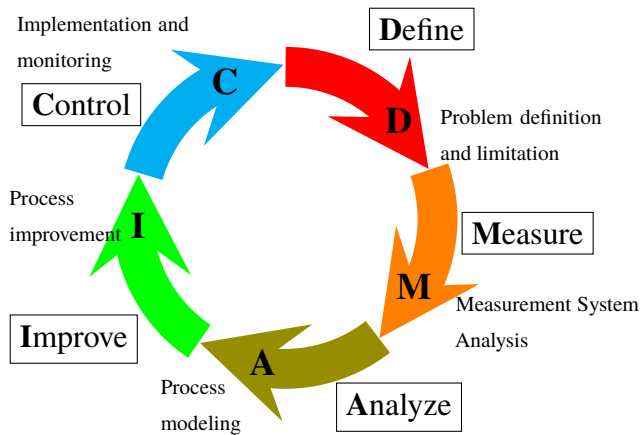 Implementation and
monitoring
Control
C
Define
D
Problem definition
and limitation
Measure
M
Measurement System
Analysis
Analyze
A
Process
modeling
Improve
I
Process
improvement